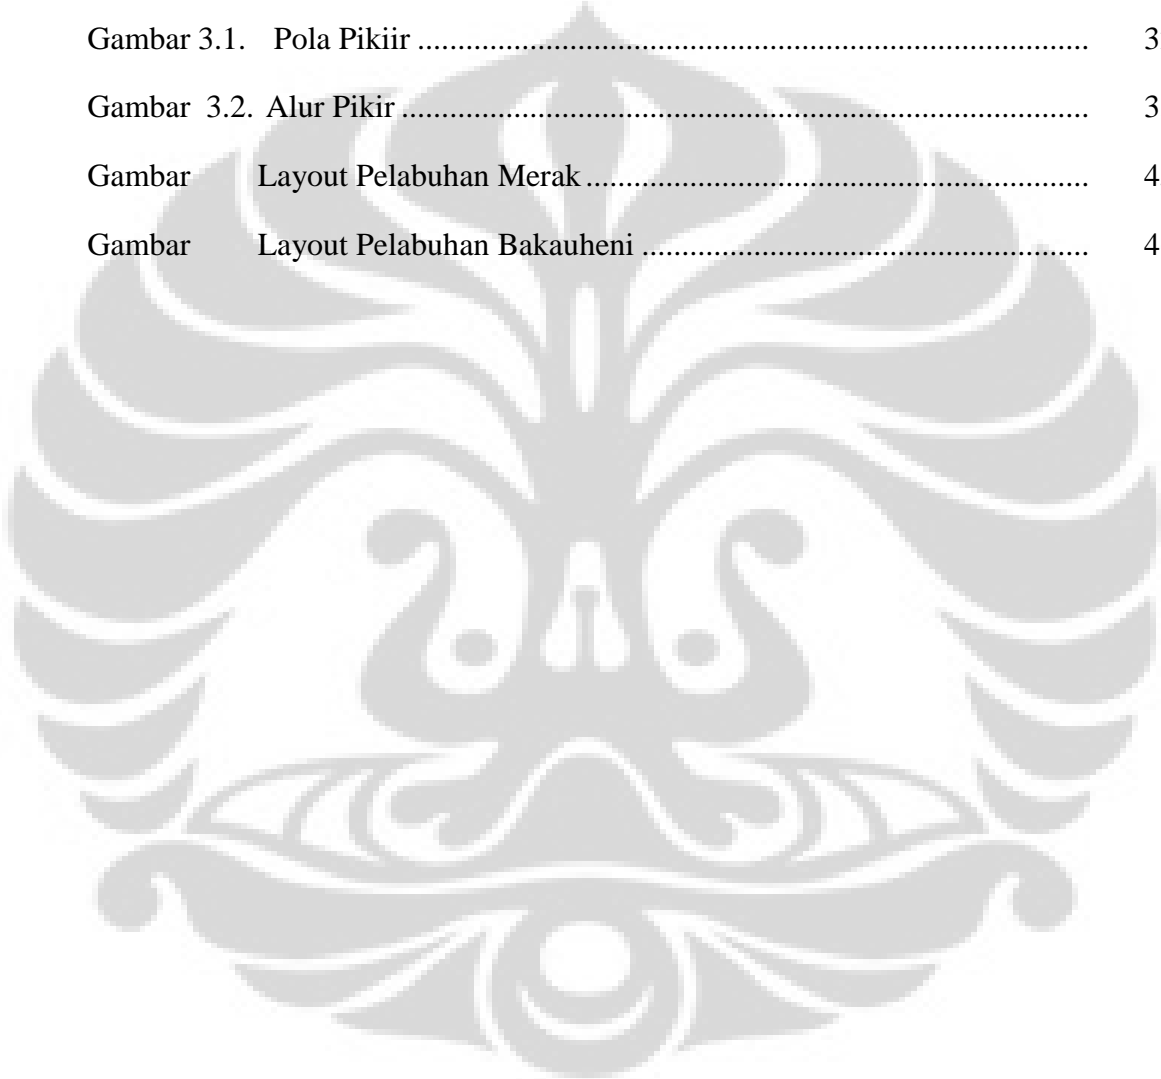 Gambar 3.1. Pola Pikiir .................................................................................... 3
Gambar 3.2. Alur Pikir ...................................................................................... 3
Gambar Layout Pelabuhan Merak ............................................................... 4
Gambar Layout Pelabuhan Bakauheni ........................................................ 4